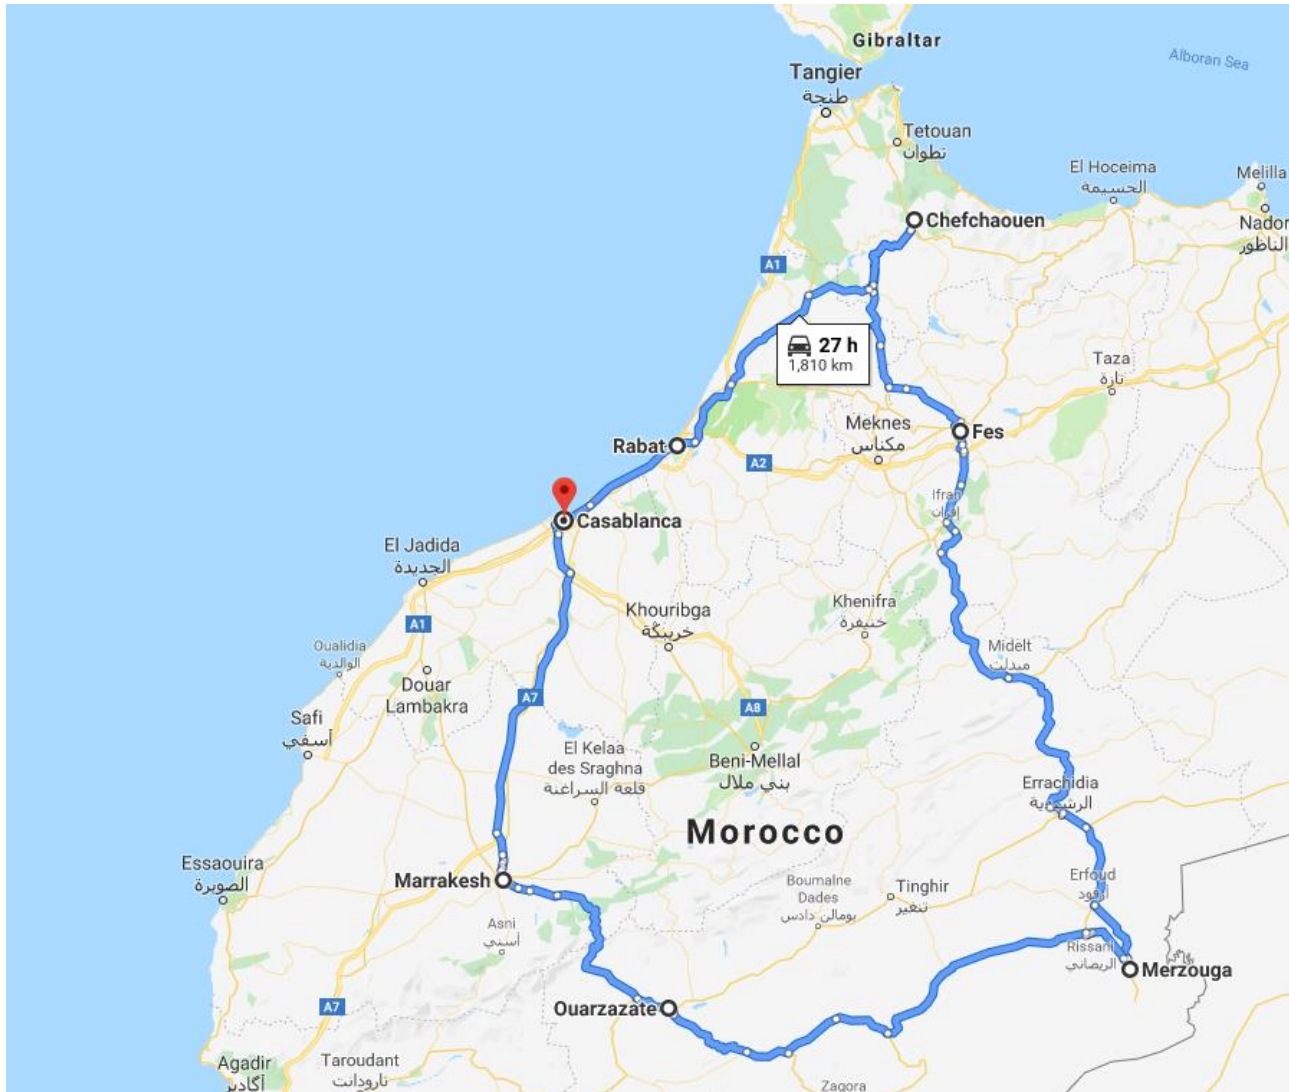 Gibraltar
Alboran Sea
Tangier
طنجة
Tetouan
تطوان
El Hoceima
الحسيمة
Melilla
Nador
الناظور
Chefchaouen
A1
27 h
1,810 km
Taza
تازة
Meknes
مكناس
Fes
Rabat
A2
Ifran
إفران
Casablanca
El Jadida
الجديدة
Khouribga
خريبكة
Khenifra
خنيفرة
A1
Oualidia
الوالدية
Midelt
ميدلت
Douar
Lambakra
A7
A8
Safi
آسفي
El Kelaa
des Sraghna
قلعة السراغنة
Beni-Mellal
بني ملال
Errachidia
الرشيدية
Morocco
Essaouira
الصويرة
Marrakesh
Boumalne
Dades
بومالن دادس
Tinghir
تنغير
Erfoud
أرفود
Asni
أسني
Rissani
الريصاني
Merzouga
A7
Ouarzazate
Agadir
أكادير
Taroudant
تارودانت
Zagora